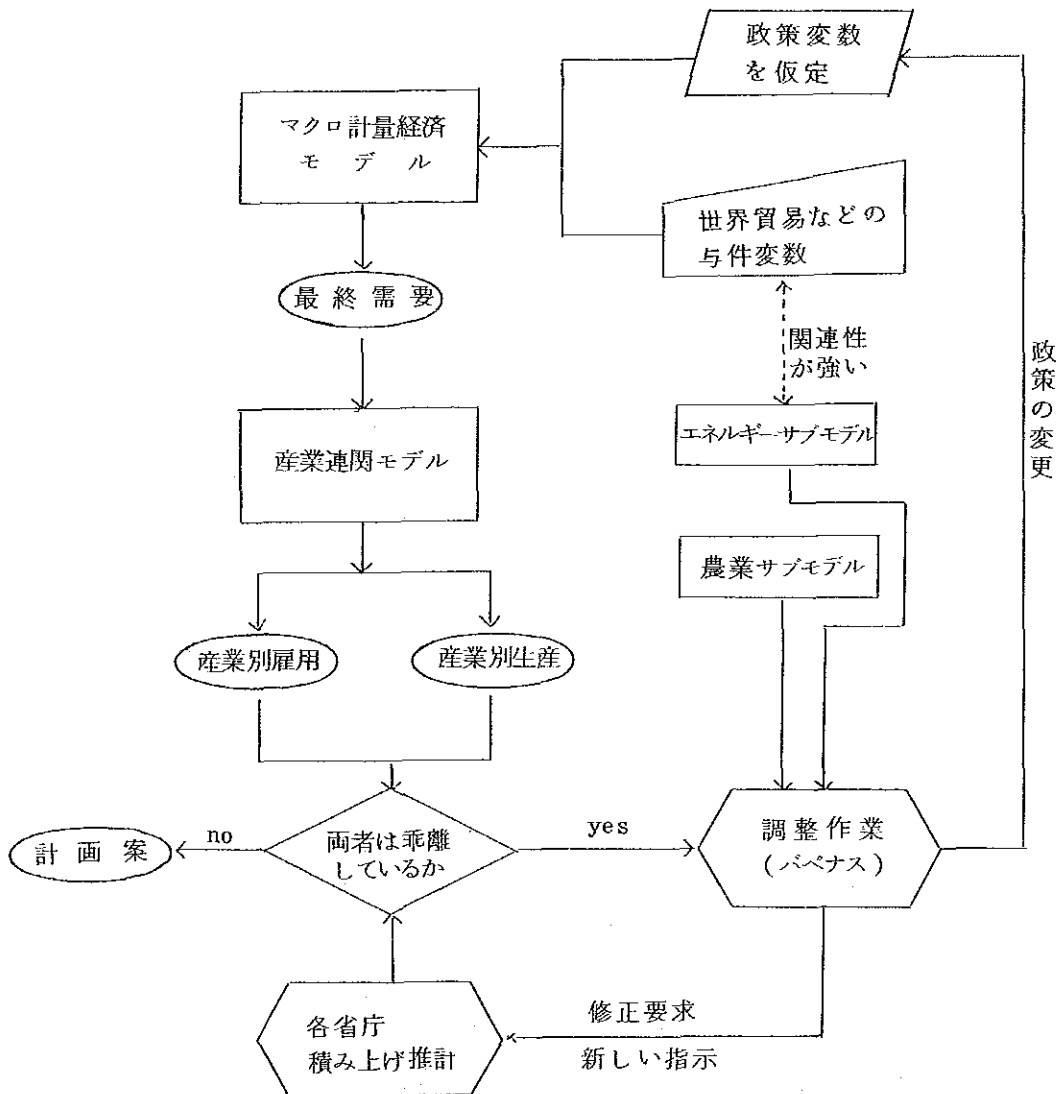 政策変数
を仮定
マクロ計量経済
モデル
世界貿易などの
与件変数
最終需要
関連性
が強い
政策の変更
産業連関モデル
エネルギーサブモデル
農業サブモデル
産業別雇用
産業別生産
計画案
no
両者は乖離
しているか
yes
調整作業
(バペナス)
各省庁
積み上げ推計
修正要求
新しい指示